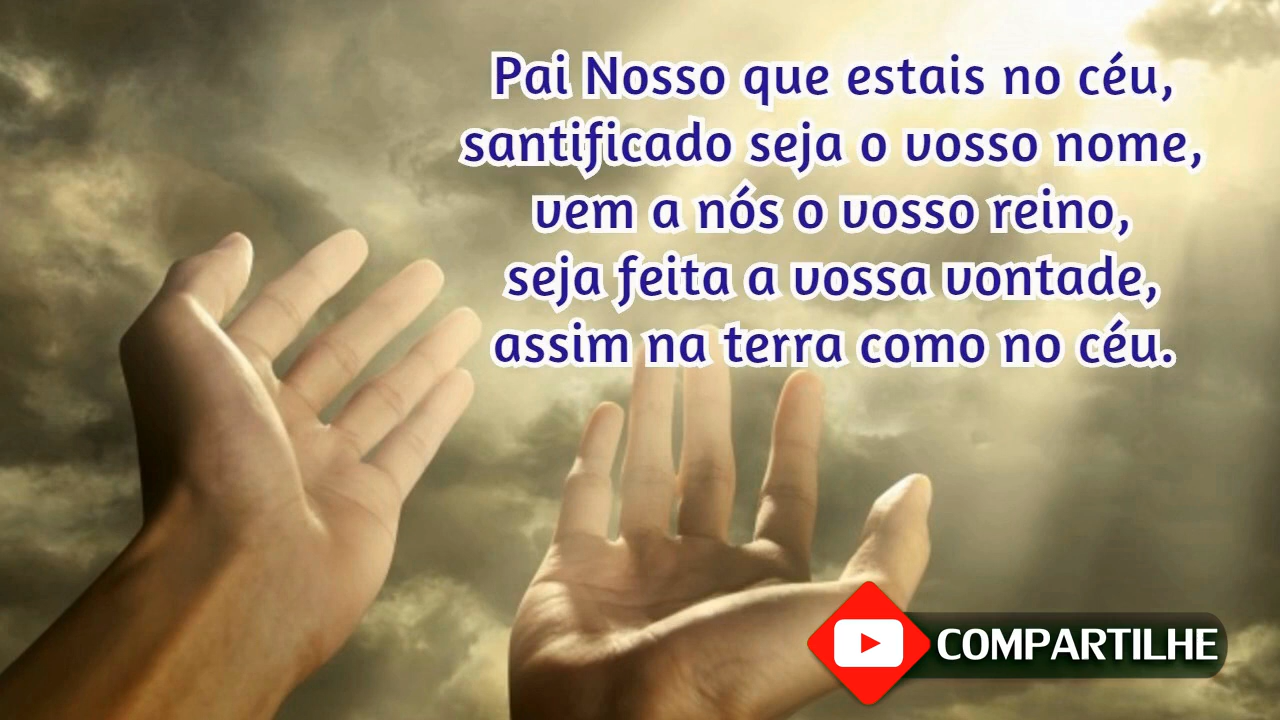 Pai Nosso que estais no céu,
santificado seja o vosso nome,
vem a nós o vosso reino,
seja feita a vossa vontade,
assim na terra como no céu.
COMPARTILHE